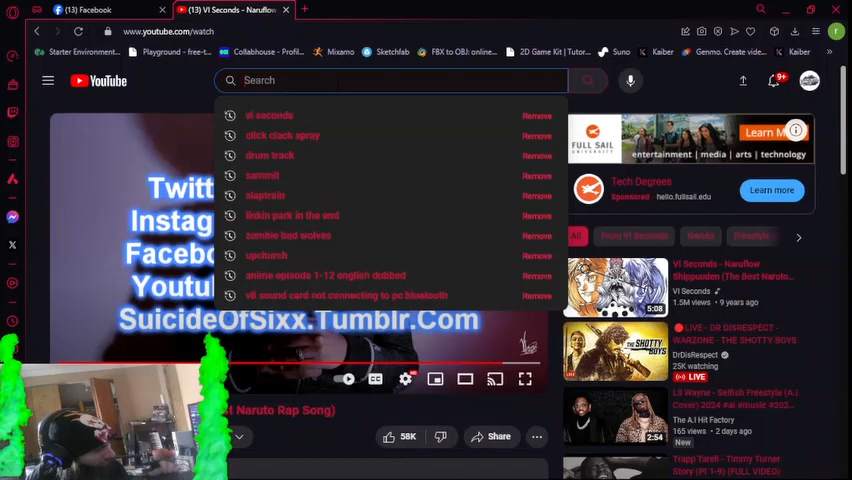 (13) Facebook
(13) VI Seconds - Naruflow
www.youtube.com/watch
Starter Environment...
Playground - free-t...
Collabhouse - Profil...
Mixamo
Sketchfab
FBX to OBJ: online...
2D Game Kit | Tutor...
Suno
Kaiber
Genmo. Create video...
Kaiber
YouTube
Search
9+
vi seconds
Remove
click clock spray
Remove
drum track
Remove
sammit
Remove
slaptrain
Remove
linkin park in the end
Remove
zombie bad wolves
Remove
upchurch
Remove
anime episode 1-12 english dubbed
Remove
v8 sound card not connecting to pc bluetooth
Remove
Twitt
Instag
Faceb
Youtu
SuicideOfSixx.Tumblr.Com
st Naruto Rap Song)
58K
Share
FULL SAIL
UNIVERSITY
Learn M
entertainment | media | arts | technology
Tech Degrees
Sponsored · hello.fullsail.edu
Learn more
All
From VI Seconds
Naruto
Freestyle
VI Seconds - Naruflow
Shippuden (The Best Naruto...
VI Seconds
1.5M views • 9 years ago
5:08
LIVE - DR DISRESPECT -
WARZONE - THE SHOTTY BOYS
DrDisRespect
25K watching
LIVE
THE SHOTTY
BOYS
Lil Wayne - Selfish Freestyle (A.I
Cover) 2024 #ai #music #202...
The A.I Hit Factory
165 views • 2 days ago
New
2:54
Trapp Tarell - Timmy Turner
Story (Pt 1-9) (FULL VIDEO)